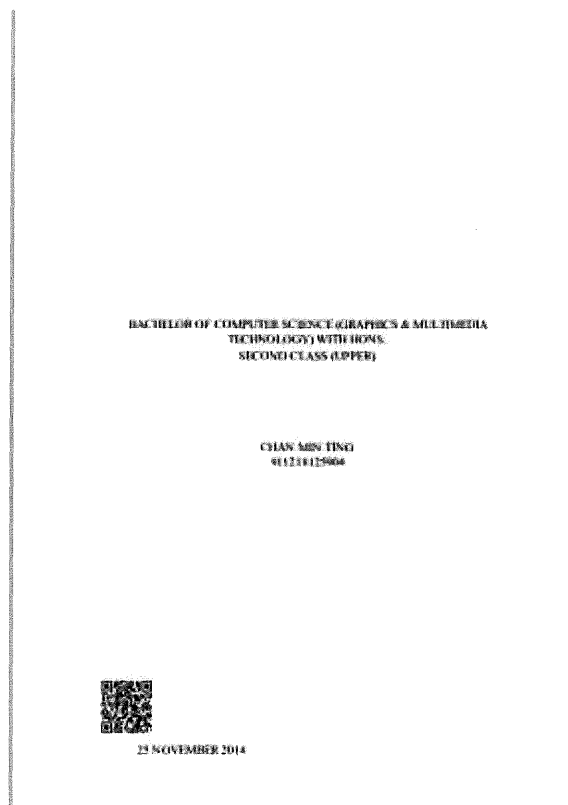 BACHELOR OF COMPUTER SCIENCE (GRAPHICS & MULTIMEDIA
TECHNOLOGY) WITH HONS.
SECOND CLASS (UPPER)
CHAN MIN TING
25 NOVEMBER 2014